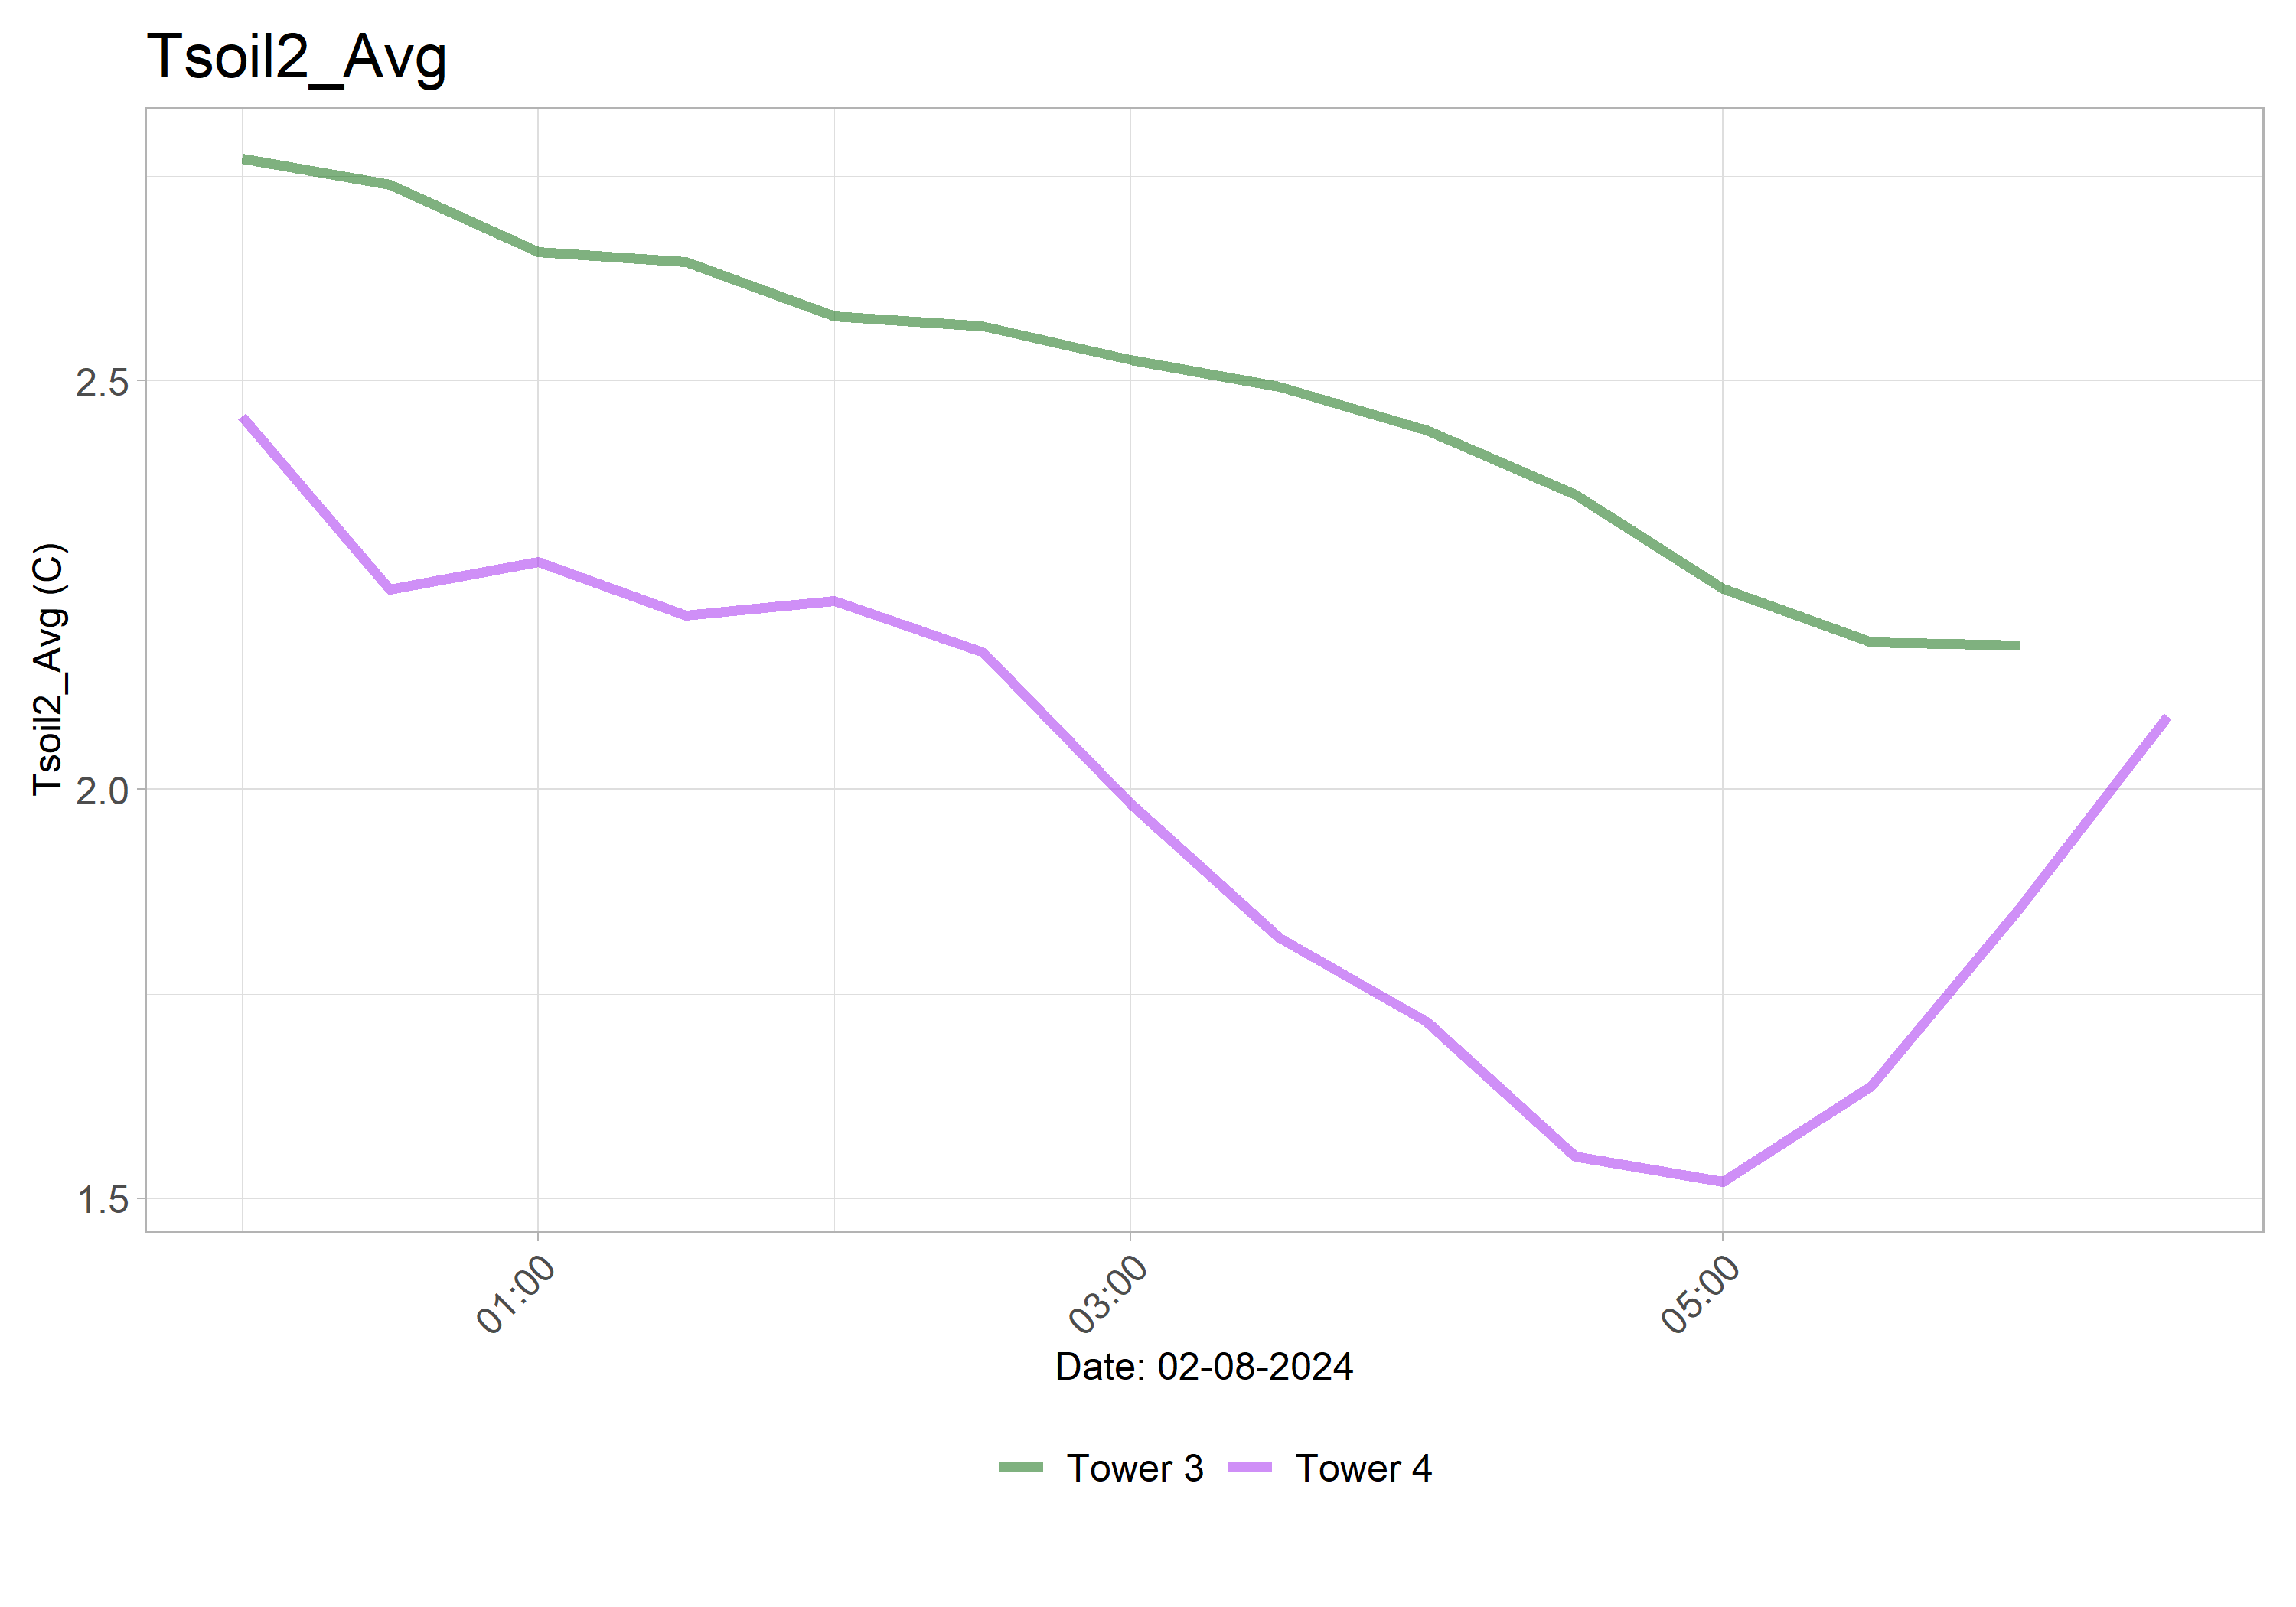 Tsoil2_Avg
Tsoil2_Avg (C)
2.5
2.0
1.5
01:00
03:00
05:00
Date: 02-08-2024
Tower 3
Tower 4